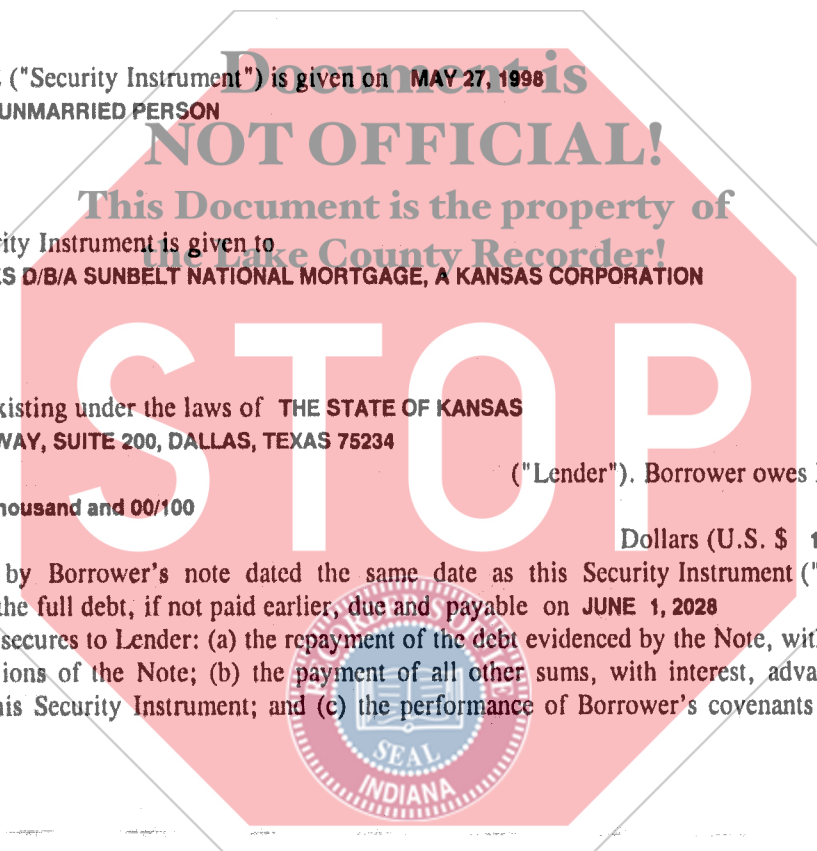 ("Security Instrument") is given on MAY 27, 1998
Document is
UNMARRIED PERSON
NOT OFFICIAL!
This Document is the property of
rity Instrument is given to
the Lake County Recorder!
ES D/B/A SUNBELT NATIONAL MORTGAGE, A KANSAS CORPORATION
STOP
xisting under the laws of THE STATE OF KANSAS
WAY, SUITE 200, DALLAS, TEXAS 75234
("Lender"). Borrower owes
housand and 00/100
Dollars (U.S. $ 1
by Borrower's note dated the same date as this Security Instrument ("
the full debt, if not paid earlier, due and payable on JUNE 1, 2028
secures to Lender: (a) the repayment of the debt evidenced by the Note, wit
ions of the Note; (b) the payment of all other sums, with interest, adva
his Security Instrument; and (c) the performance of Borrower's covenants
SEAL
INDIANA